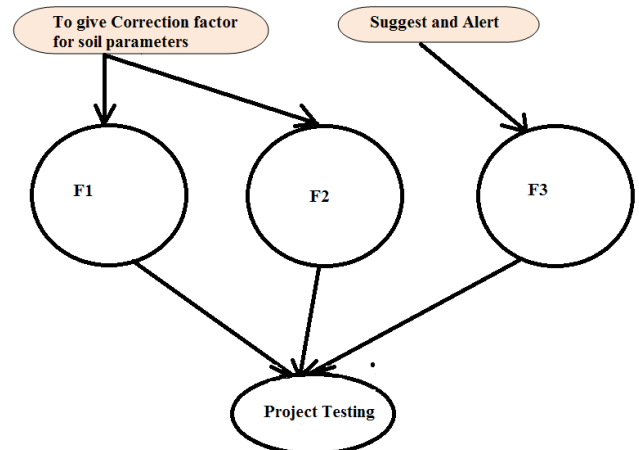 To give Correction factor
for soil parameters
Suggest and Alert
F1
F2
F3
Project Testing